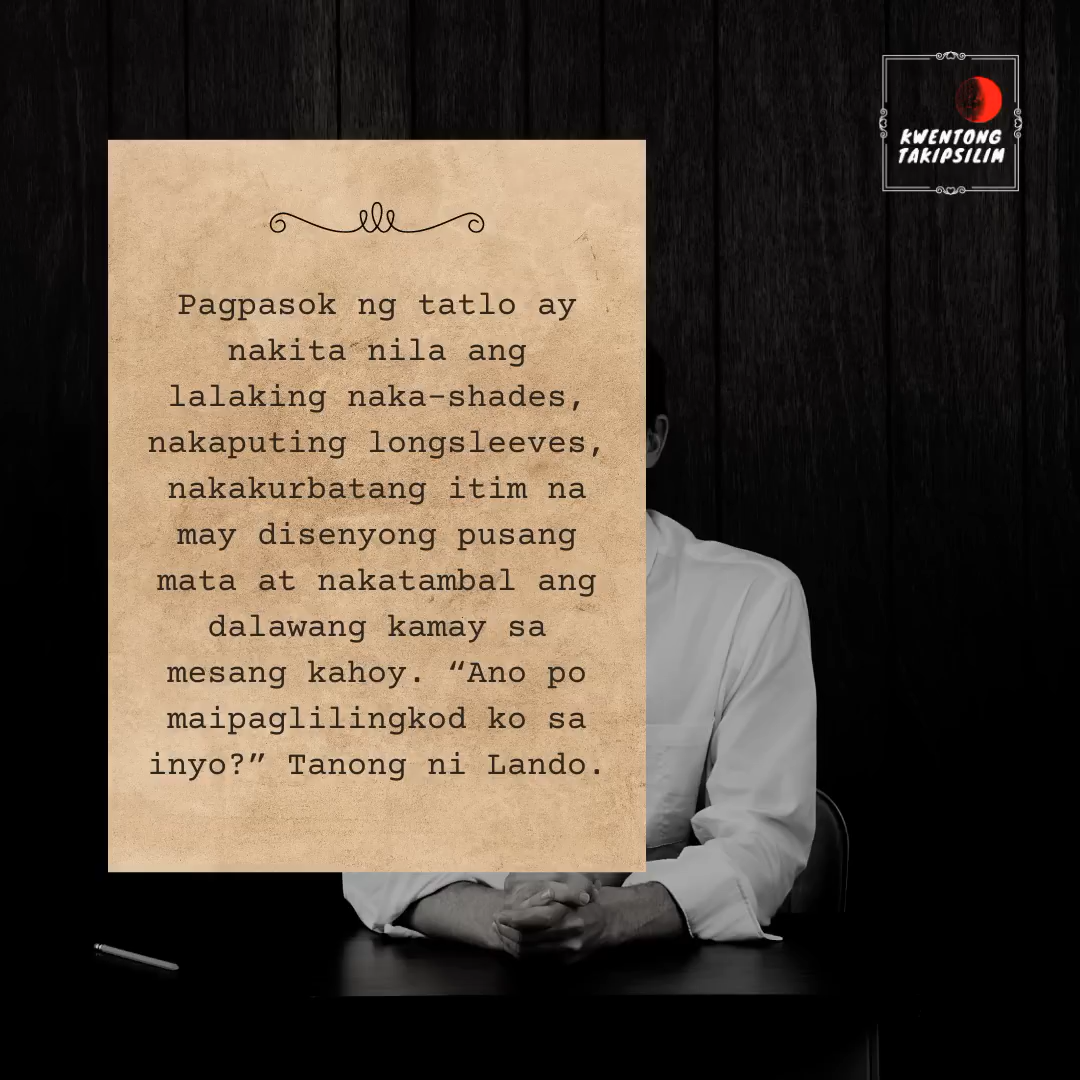 KWENTONG
TAKIPSILIM
Pagpasok ng tatlo ay
nakita nila ang
lalaking naka-shades,
nakaputing longsleeves,
nakakurbatang itim na
may disenyong pusang
mata at nakatambal ang
dalawang kamay sa
mesang kahoy. “Ano po
maipaglilingkod ko sa
inyo?” Tanong ni Lando.